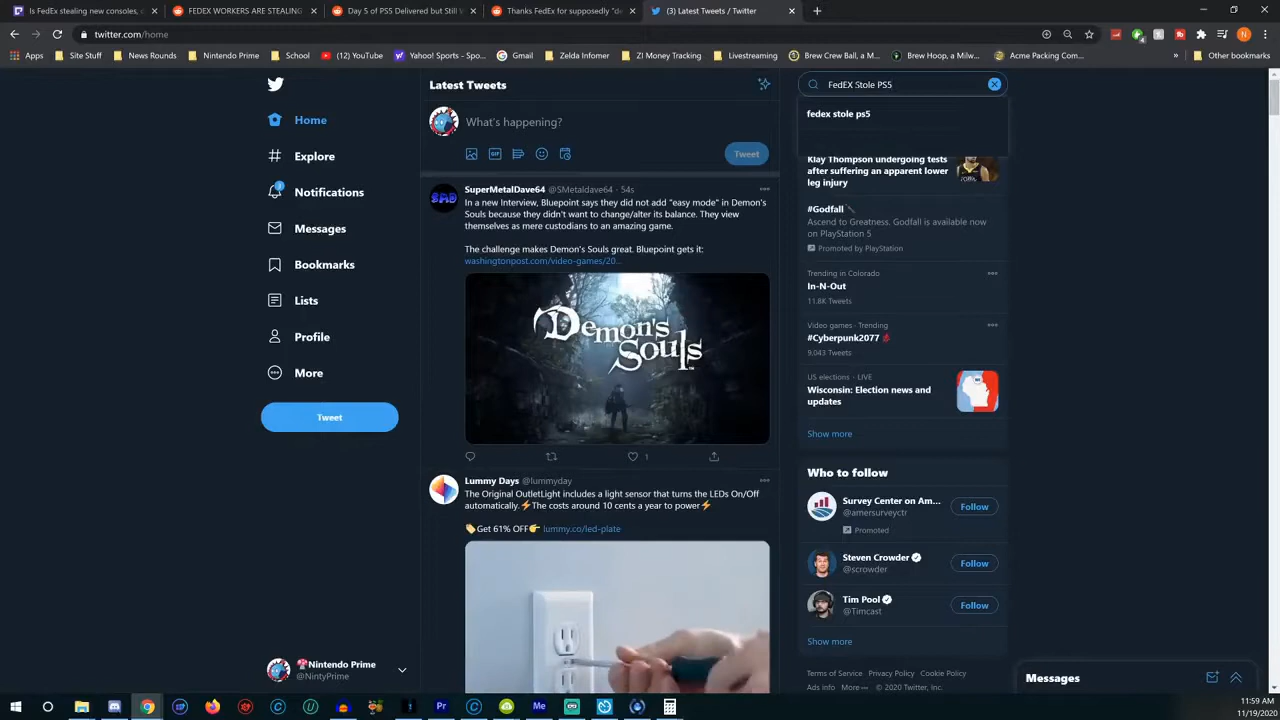 Is FedEx stealing new consoles,
FEDEX WORKERS ARE STEALING
Day 5 of PS5 Delivered but Still
Thanks FedEx for supposedly "de
(3) Latest Tweets / Twitter
twitter.com/home
Apps
Site Stuff
News Rounds
Nintendo Prime
School
(12) YouTube
Yahoo! Sports - Spo...
Gmail
Zelda Infomer
ZI Money Tracking
Livestreaming
Brew Crew Ball, a M...
Brew Hoop, a Milw...
Acme Packing Com...
»
Other bookmarks
Home
Explore
Notifications
Messages
Bookmarks
Lists
Profile
More
Tweet
Nintendo Prime
@NintyPrime
Latest Tweets
What's happening?
Tweet
SuperMetalDave64 @SMetaldave64 · 54s
In a new Interview, Bluepoint says they did not add "easy mode" in Demon's
Souls because they didn't want to change/alter its balance. They view
themselves as mere custodians to an amazing game.
The challenge makes Demon's Souls great. Bluepoint gets it:
washingtonpost.com/video-games/20...
Demon's
Souls
1
Lummy Days @lummyday
The Original OutletLight includes a light sensor that turns the LEDs On/Off
automatically.⚡The costs around 10 cents a year to power⚡
Get 61% OFF lummy.co/led-plate
FedEX Stole PS5
fedex stole ps5
Klay Thompson undergoing tests
after suffering an apparent lower
leg injury
#Godfall
Ascend to Greatness. Godfall is available now
on PlayStation 5
Promoted by PlayStation
Trending in Colorado
In-N-Out
11.8K Tweets
Video games · Trending
#Cyberpunk2077
9,043 Tweets
US elections · LIVE
Wisconsin: Election news and
updates
Show more
Who to follow
Survey Center on Am...
@amersurveyctr
Follow
Promoted
Steven Crowder
@scrowder
Follow
Tim Pool
@Timcast
Follow
Show more
Terms of Service Privacy Policy Cookie Policy
Ads info More ··· © 2020 Twitter, Inc.
Messages
11:59 AM
11/19/2020